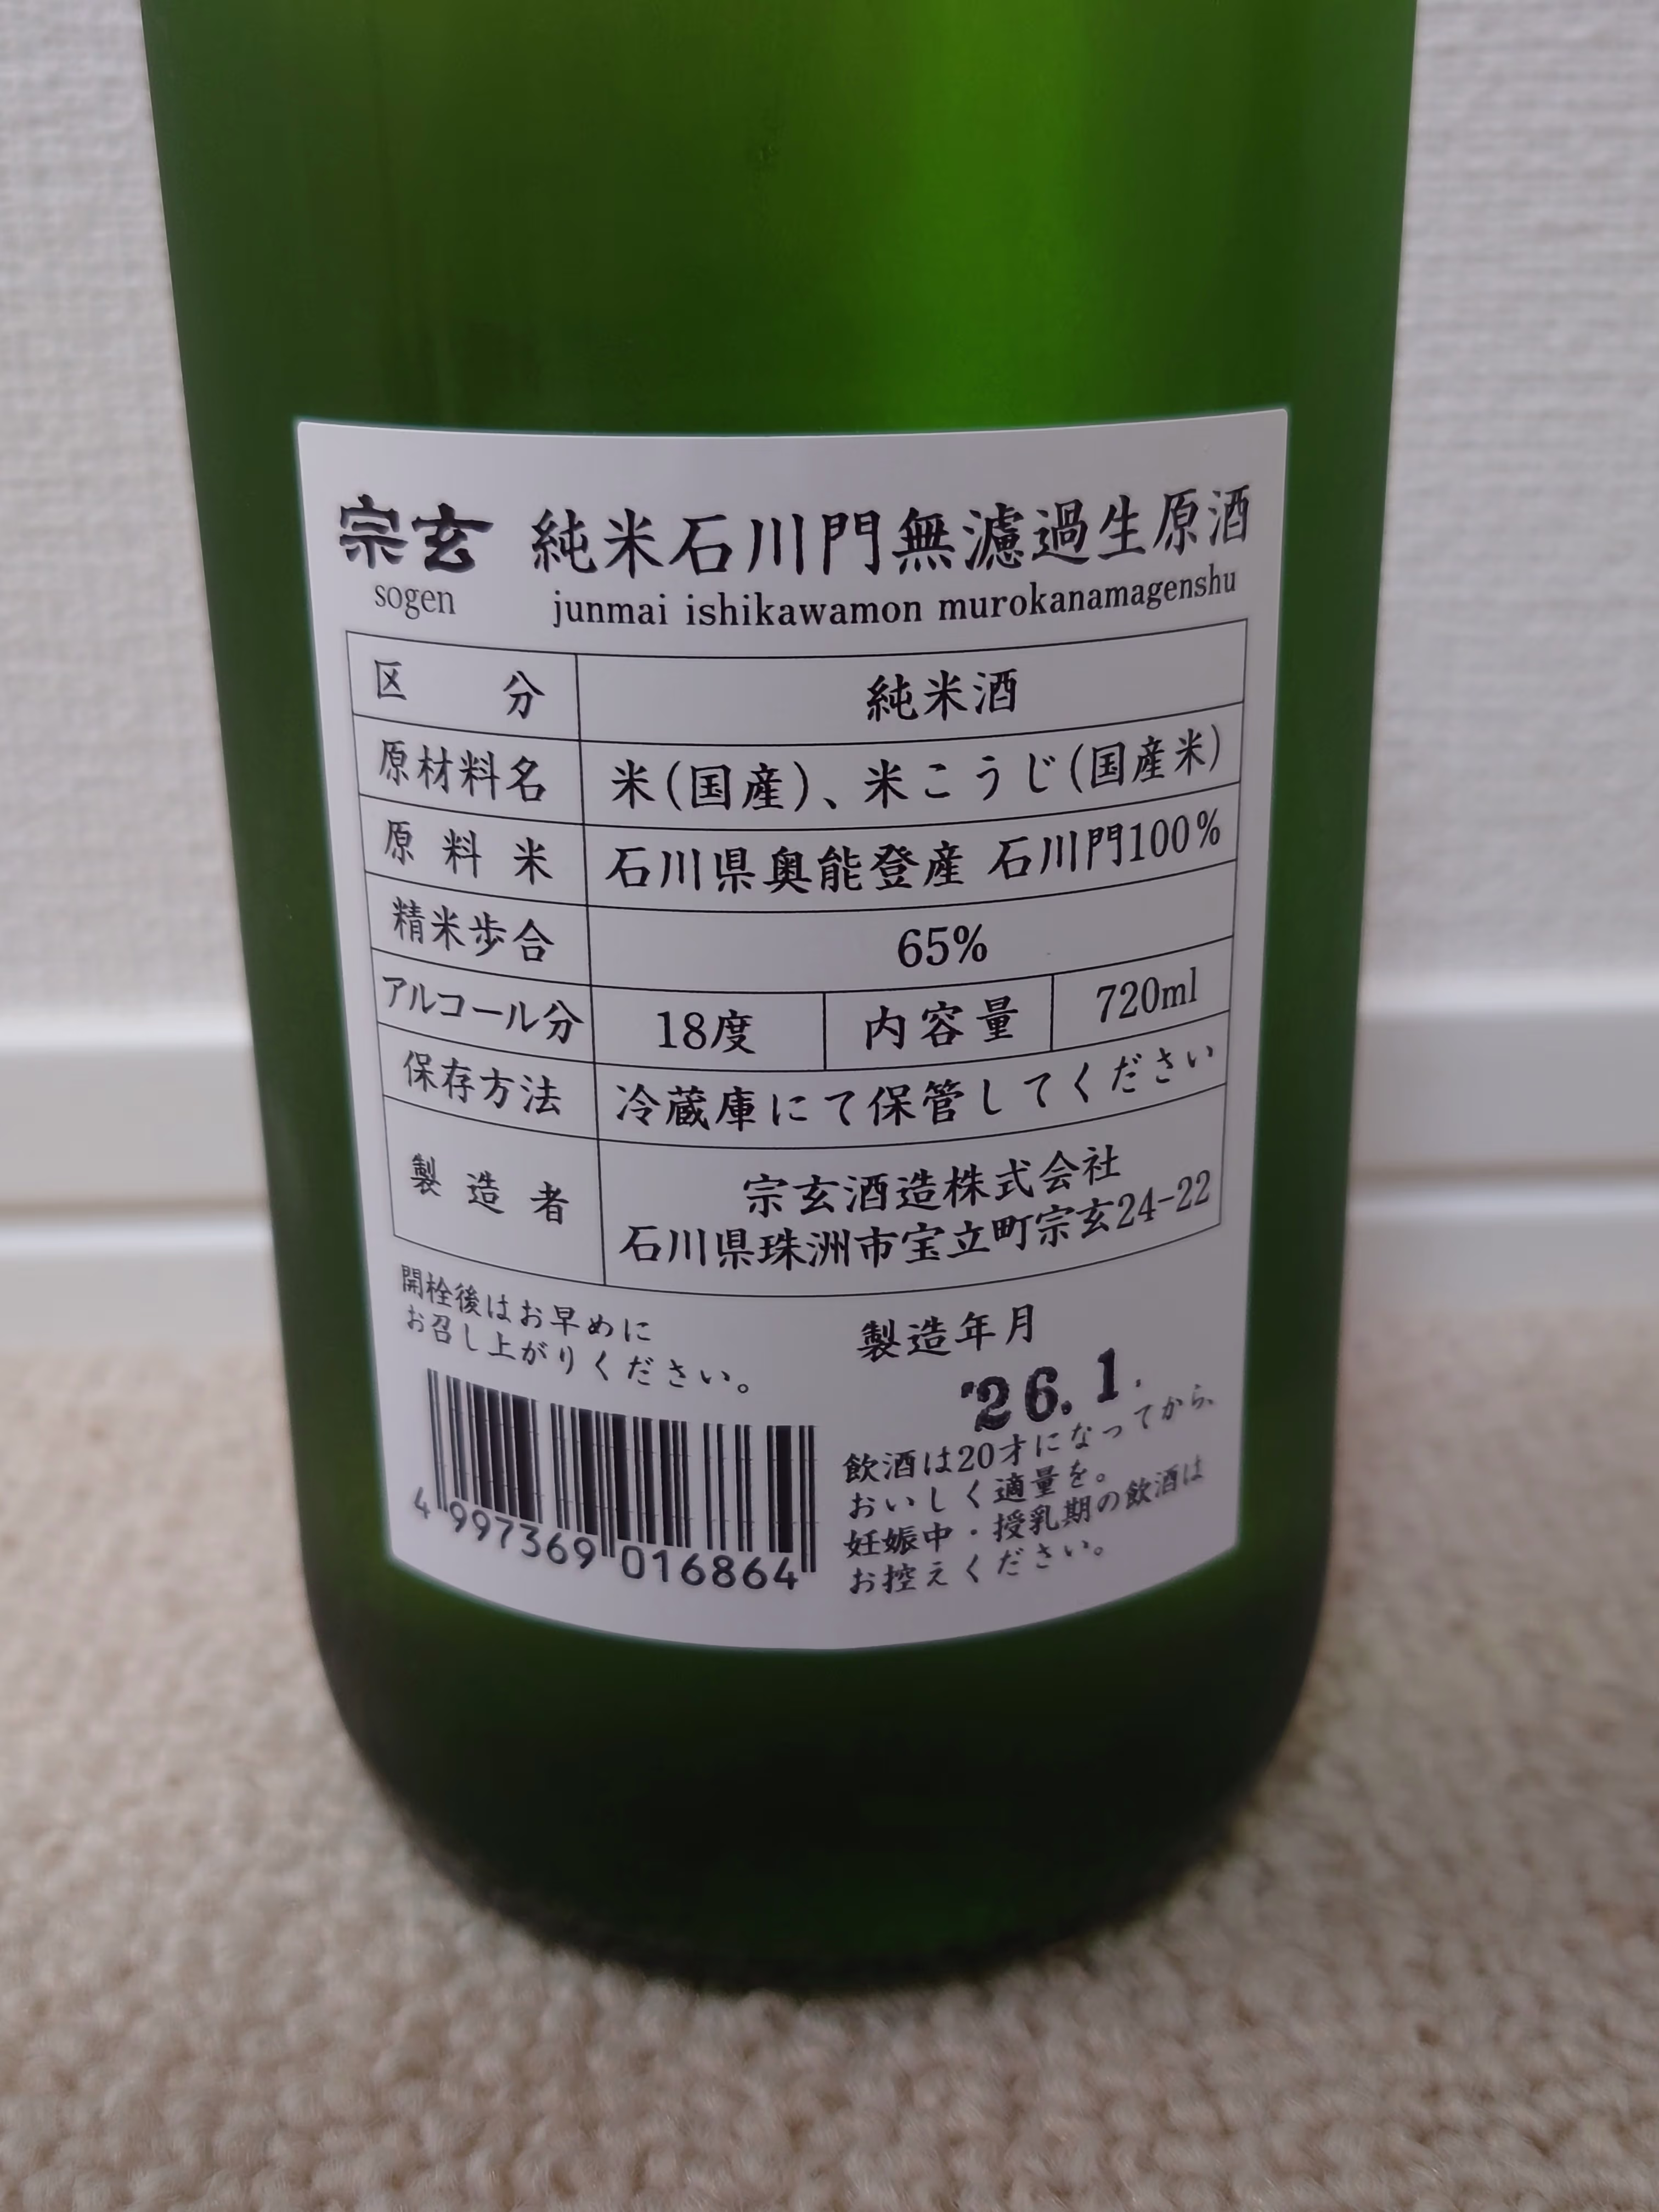 宗玄 純米石川門無濾過生原酒
sogen junmai ishikawamon murokanamagenshu
区分 純米酒
原材料名 米(国産)、米こうじ(国産米)
原料米 石川県奥能登産 石川門100%
精米歩合 65%
アルコール分 18度 内容量 720ml
保存方法 冷蔵庫にて保管してください
製造者 宗玄酒造株式会社
石川県珠洲市宝立町宗玄24-22
開栓後はお早めに
お召し上がりください。
製造年月
'26.1.
飲酒は20才になってから、
おいしく適量を。
妊娠中・授乳期の飲酒は
お控えください。
4 997369 016864